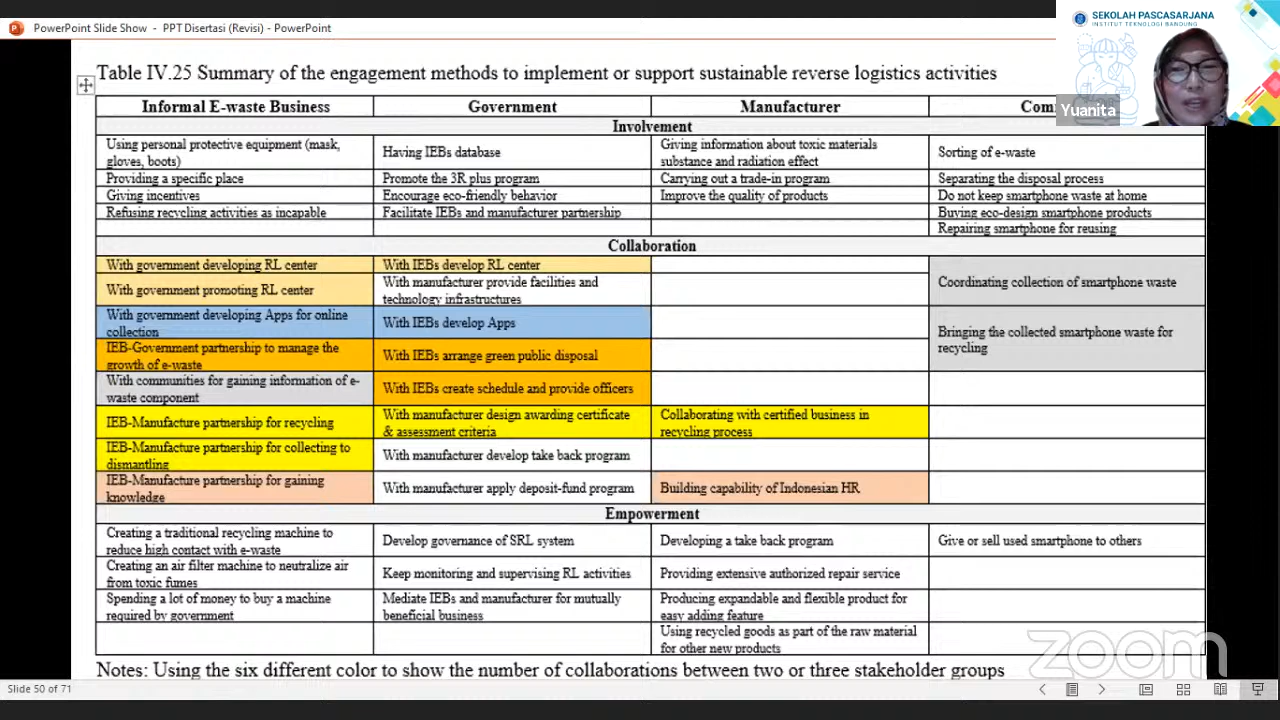 PowerPoint Slide Show - PPT Disertasi (Revisi) - PowerPoint
SEKOLAH PASCASARJANA
INSTITUT TEKNOLOGI BANDUNG
Yuanita
Table IV.25 Summary of the engagement methods to implement or support sustainable reverse logistics activities
Informal E-waste Business
Government
Manufacturer
Involvement
Using personal protective equipment (mask,
gloves, boots)
Having IEBs database
Giving information about toxic materials
substance and radiation effect
Sorting of e-waste
Providing a specific place
Promote the 3R plus program
Carrying out a trade-in program
Separating the disposal process
Giving incentives
Encourage eco-friendly behavior
Improve the quality of products
Do not keep smartphone waste at home
Refusing recycling activities as incapable
Facilitate IEBs and manufacturer partnership
Buying eco-design smartphone products
Repairing smartphone for reusing
Collaboration
With government developing RL center
With IEBs develop RL center
Coordinating collection of smartphone waste
With government promoting RL center
With manufacturer provide facilities and
technology infrastructures
With government developing Apps for online
collection
With IEBs develop Apps
Bringing the collected smartphone waste for
recycling
IEB-Government partnership to manage the
growth of e-waste
With IEBs arrange green public disposal
With communities for gaining information of e-
waste component
With IEBs create schedule and provide officers
IEB-Manufacture partnership for recycling
With manufacturer design awarding certificate
& assessment criteria
Collaborating with certified business in
recycling process
IEB-Manufacture partnership for collecting to
dismantling
With manufacturer develop take back program
IEB-Manufacture partnership for gaining
knowledge
With manufacturer apply deposit-fund program
Building capability of Indonesian HR
Empowerment
Creating a traditional recycling machine to
reduce high contact with e-waste
Develop governance of SRL system
Developing a take back program
Give or sell used smartphone to others
Creating an air filter machine to neutralize air
from toxic fumes
Keep monitoring and supervising RL activities
Providing extensive authorized repair service
Spending a lot of money to buy a machine
required by government
Mediate IEBs and manufacturer for mutually
beneficial business
Producing expandable and flexible product for
easy adding feature
Using recycled goods as part of the raw material
for other new products
Notes: Using the six different color to show the number of collaborations between two or three stakeholder groups
zoom
Slide 50 of 71